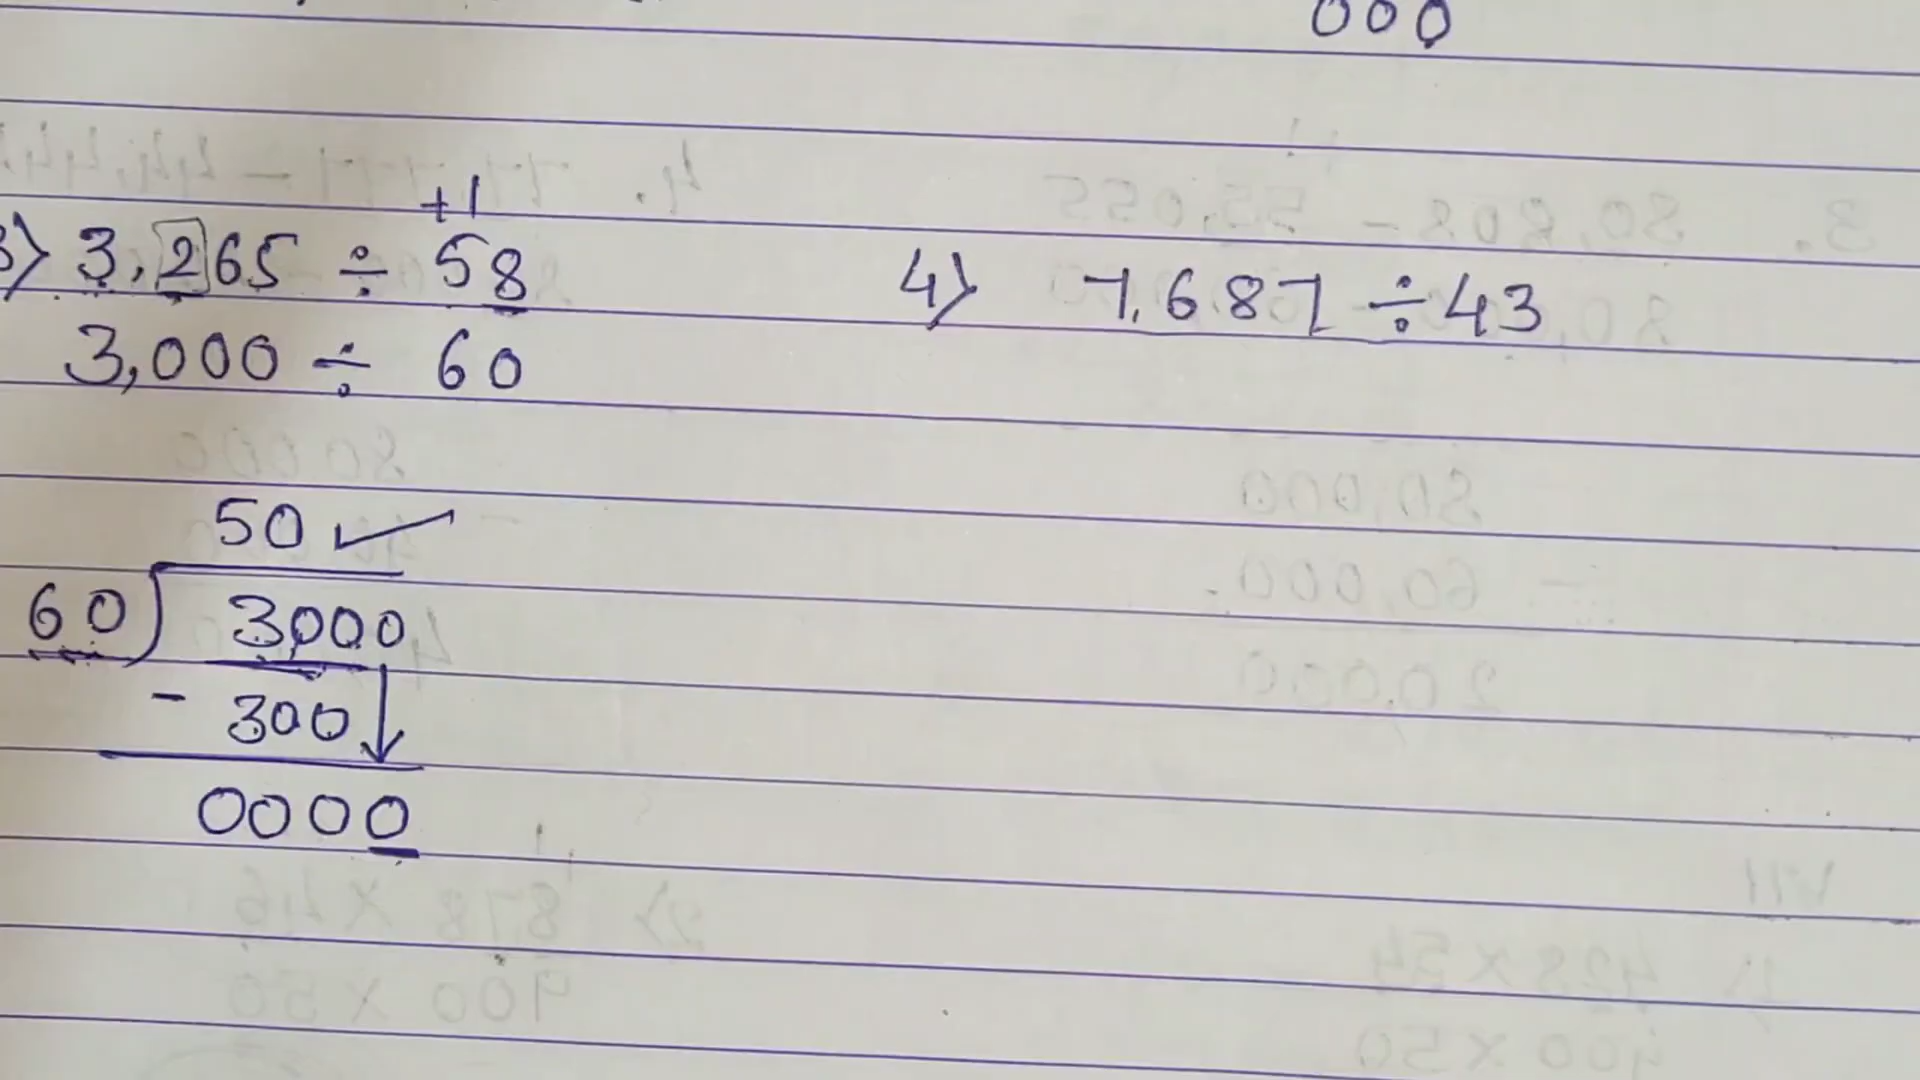 000
+1
3) 3,265 ÷ 58
3,000 ÷ 60
50 ✓
60 ) 3000
- 300
0000
4) 7,687 ÷ 43